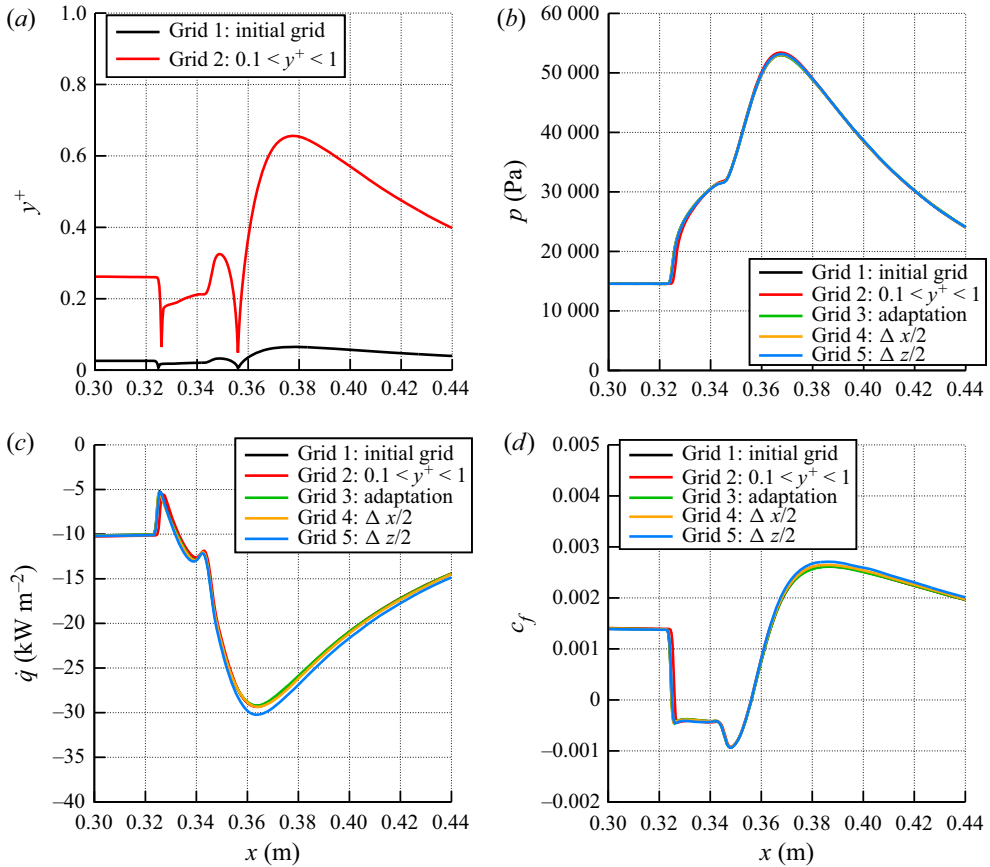 (a)
Grid 1: initial grid
Grid 2: 0.1 < y+ < 1
1.0
0.8
0.6
0.4
0.2
0
y+
0.30 0.32 0.34 0.36 0.38 0.40 0.42 0.44
(b)
60 000
50 000
40 000
30 000
20 000
10 000
0
p (Pa)
Grid 1: initial grid
Grid 2: 0.1 < y+ < 1
Grid 3: adaptation
Grid 4: Δ x/2
Grid 5: Δ z/2
0.30 0.32 0.34 0.36 0.38 0.40 0.42 0.44
(c)
0
–5
–10
–15
–20
–25
–30
–35
–40
q̇ (kW m−2)
Grid 1: initial grid
Grid 2: 0.1 < y+ < 1
Grid 3: adaptation
Grid 4: Δ x/2
Grid 5: Δ z/2
0.30 0.32 0.34 0.36 0.38 0.40 0.42 0.44
x (m)
(d)
0.005
0.004
0.003
0.002
0.001
0
–0.001
–0.002
cf
Grid 1: initial grid
Grid 2: 0.1 < y+ < 1
Grid 3: adaptation
Grid 4: Δ x/2
Grid 5: Δ z/2
0.30 0.32 0.34 0.36 0.38 0.40 0.42 0.44
x (m)